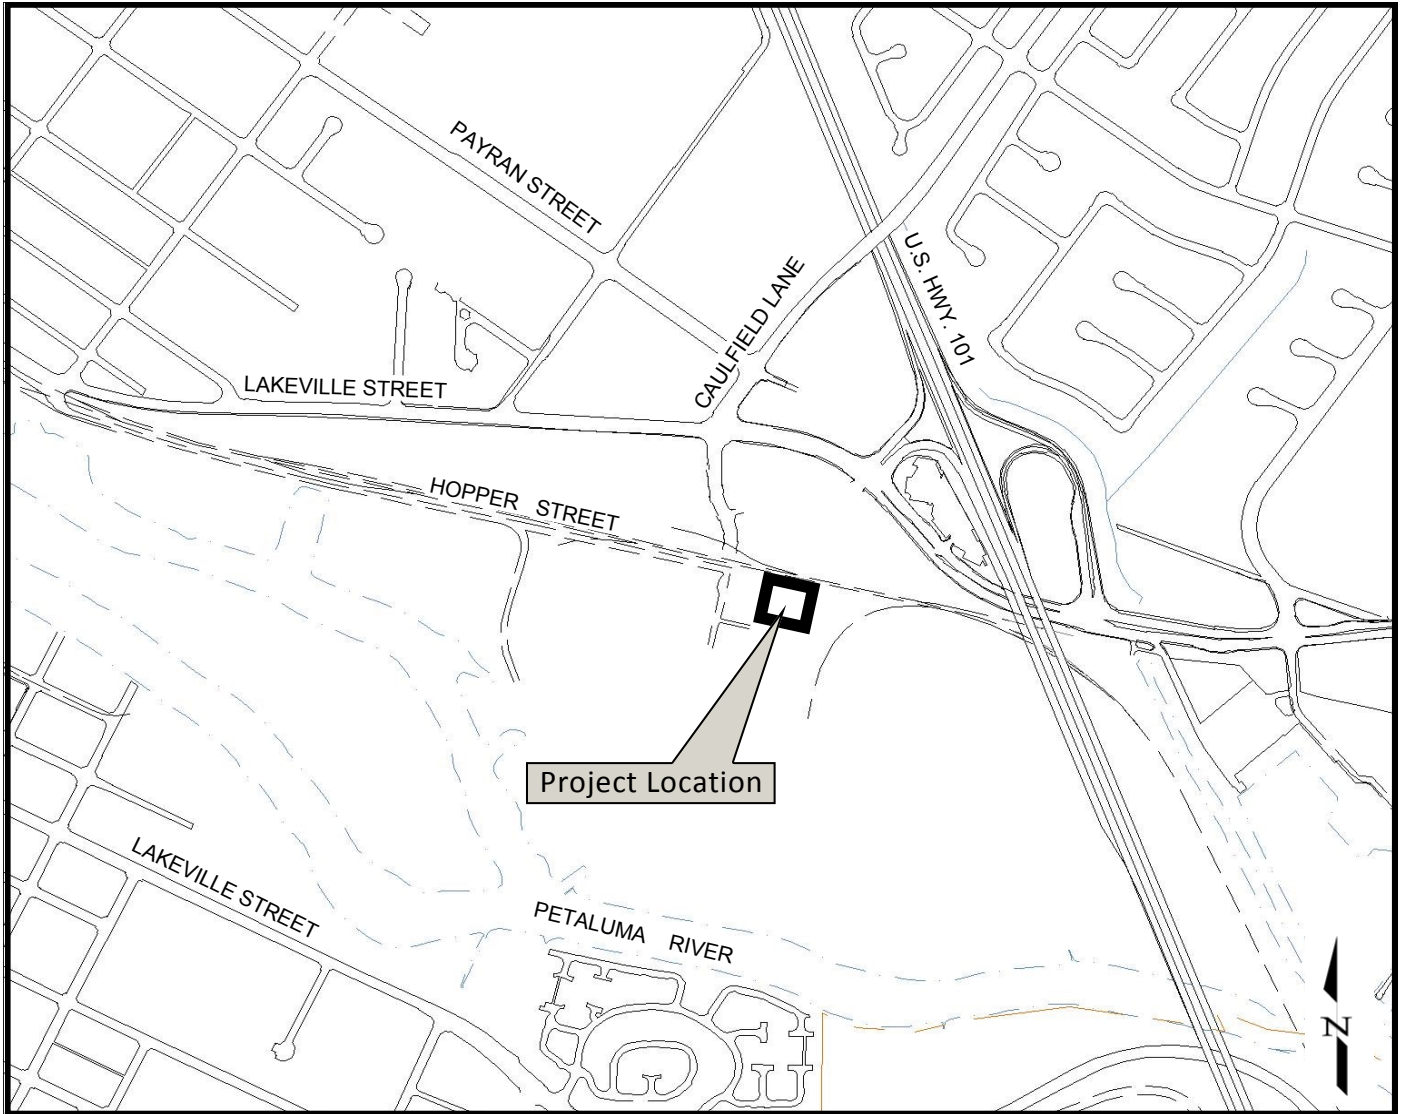 PAYRAN STREET
U.S. HWY. 101
CAULFIELD LANE
LAKEVILLE STREET
HOPPER STREET
Project Location
LAKEVILLE STREET
PETALUMA RIVER
N